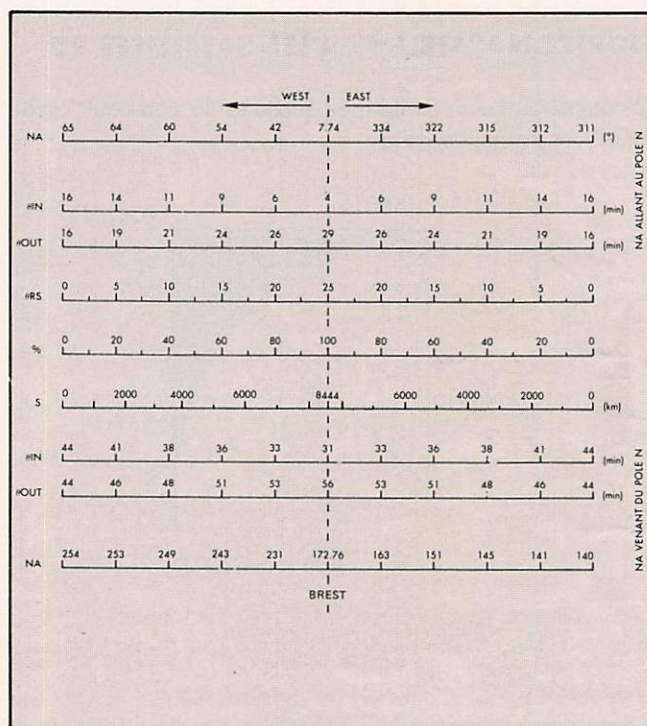 WEST EAST
NA 65 64 60 54 42 7.74 334 322 315 312 311 (°)
#IN 16 14 11 9 6 4 6 9 11 14 16 (min)
#OUT 16 19 21 24 26 29 26 24 21 19 16 (min)
#RS 0 5 10 15 20 25 20 15 10 5 0
% 0 20 40 60 80 100 80 60 40 20 0
S 0 2000 4000 6000 8444 6000 4000 2000 0 (km)
#IN 44 41 38 36 33 31 33 36 38 41 44 (min)
#OUT 44 46 48 51 53 56 53 51 48 46 44 (min)
NA 254 253 249 243 231 172.76 163 151 145 141 140
BREST
NA ALLANT AU POLE N
NA VENANT DU POLE N